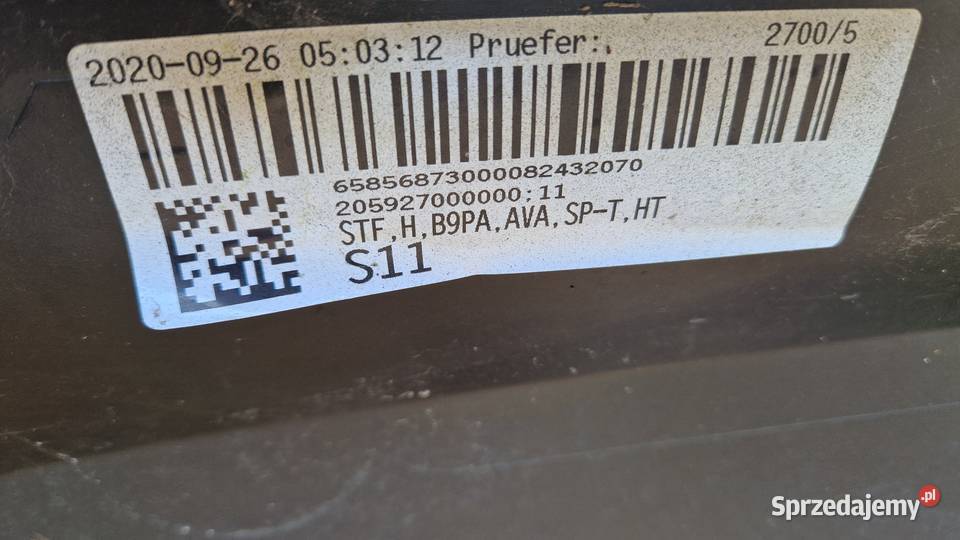 2020-09-26 05:03:12 Pruefer:.
2700/5
65856873000082432070
205927000000;11
STF,H,B9PA,AVA,SP-T,HT
S11
Sprzedajemy.pl